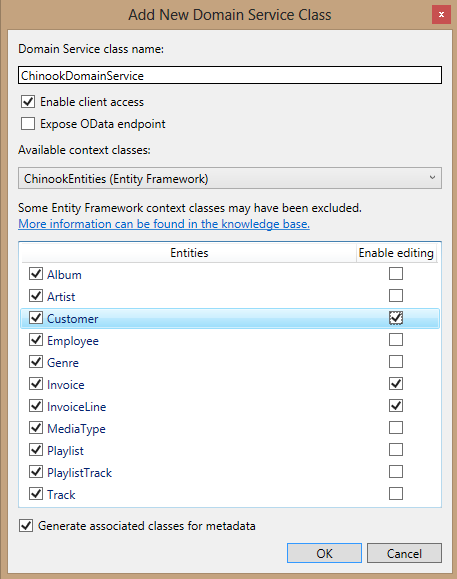 Add New Domain Service Class
x
Domain Service class name:
ChinookDomainService
Enable client access
Expose OData endpoint
Available context classes:
ChinookEntities (Entity Framework)
Some Entity Framework context classes may have been excluded.
More information can be found in the knowledge base.
Entities Enable editing
Album
Artist
Customer
Employee
Genre
Invoice
InvoiceLine
MediaType
Playlist
PlaylistTrack
Track
Generate associated classes for metadata
OK Cancel